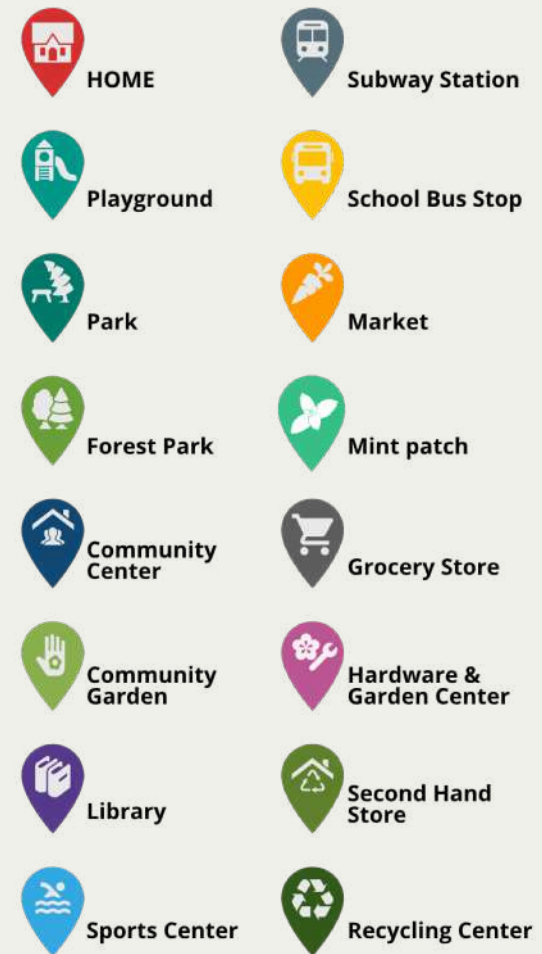 HOME
Subway Station
Playground
School Bus Stop
Park
Market
Forest Park
Mint patch
Community
Center
Grocery Store
Community
Garden
Hardware &
Garden Center
Library
Second Hand
Store
Sports Center
Recycling Center